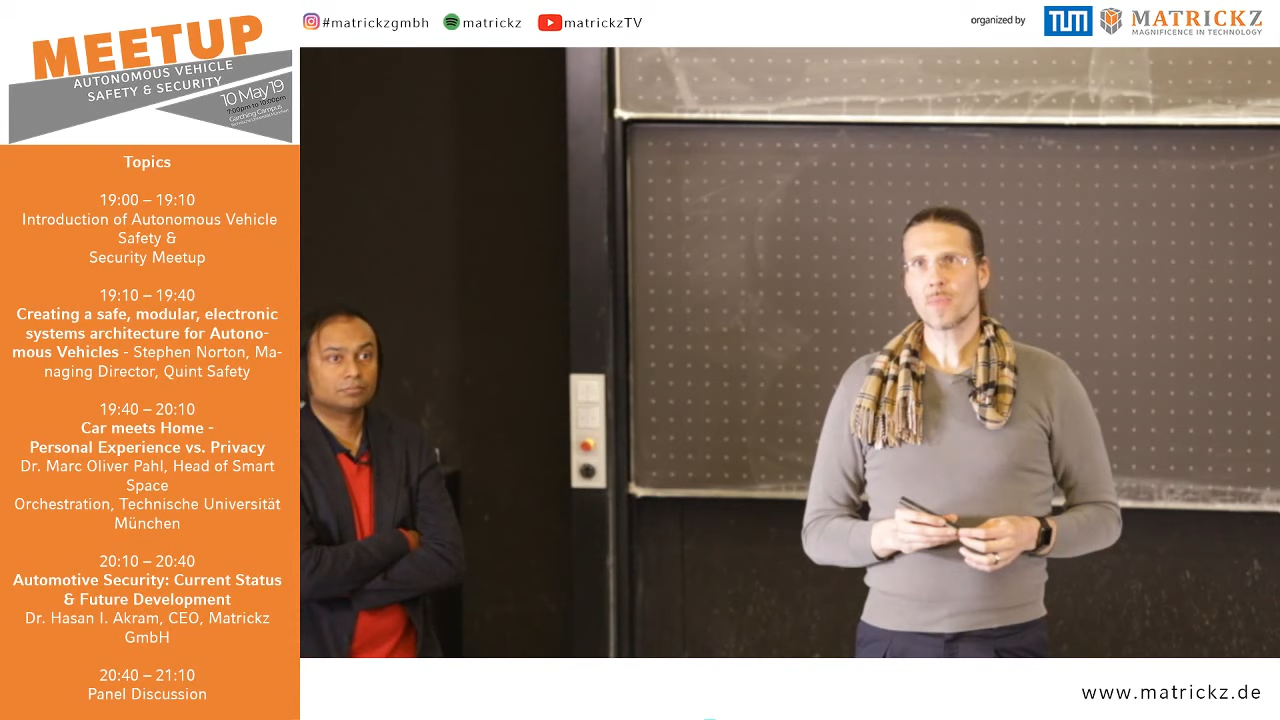 MEETUP
AUTONOMOUS VEHICLE
SAFETY & SECURITY
10 May 19
7:00pm to 10:00pm
Garching Campus
Technische Universität München
#matrickzgmbh
matrickz
matrickzTV
organized by
TUM
MATRICKZ
MAGNIFICENCE IN TECHNOLOGY
Topics
19:00 – 19:10
Introduction of Autonomous Vehicle
Safety &
Security Meetup
19:10 – 19:40
Creating a safe, modular, electronic
systems architecture for Autono-
mous Vehicles - Stephen Norton, Ma-
naging Director, Quint Safety
19:40 – 20:10
Car meets Home -
Personal Experience vs. Privacy
Dr. Marc Oliver Pahl, Head of Smart
Space
Orchestration, Technische Universität
München
20:10 – 20:40
Automotive Security: Current Status
& Future Development
Dr. Hasan I. Akram, CEO, Matrickz
GmbH
20:40 – 21:10
Panel Discussion
www.matrickz.de